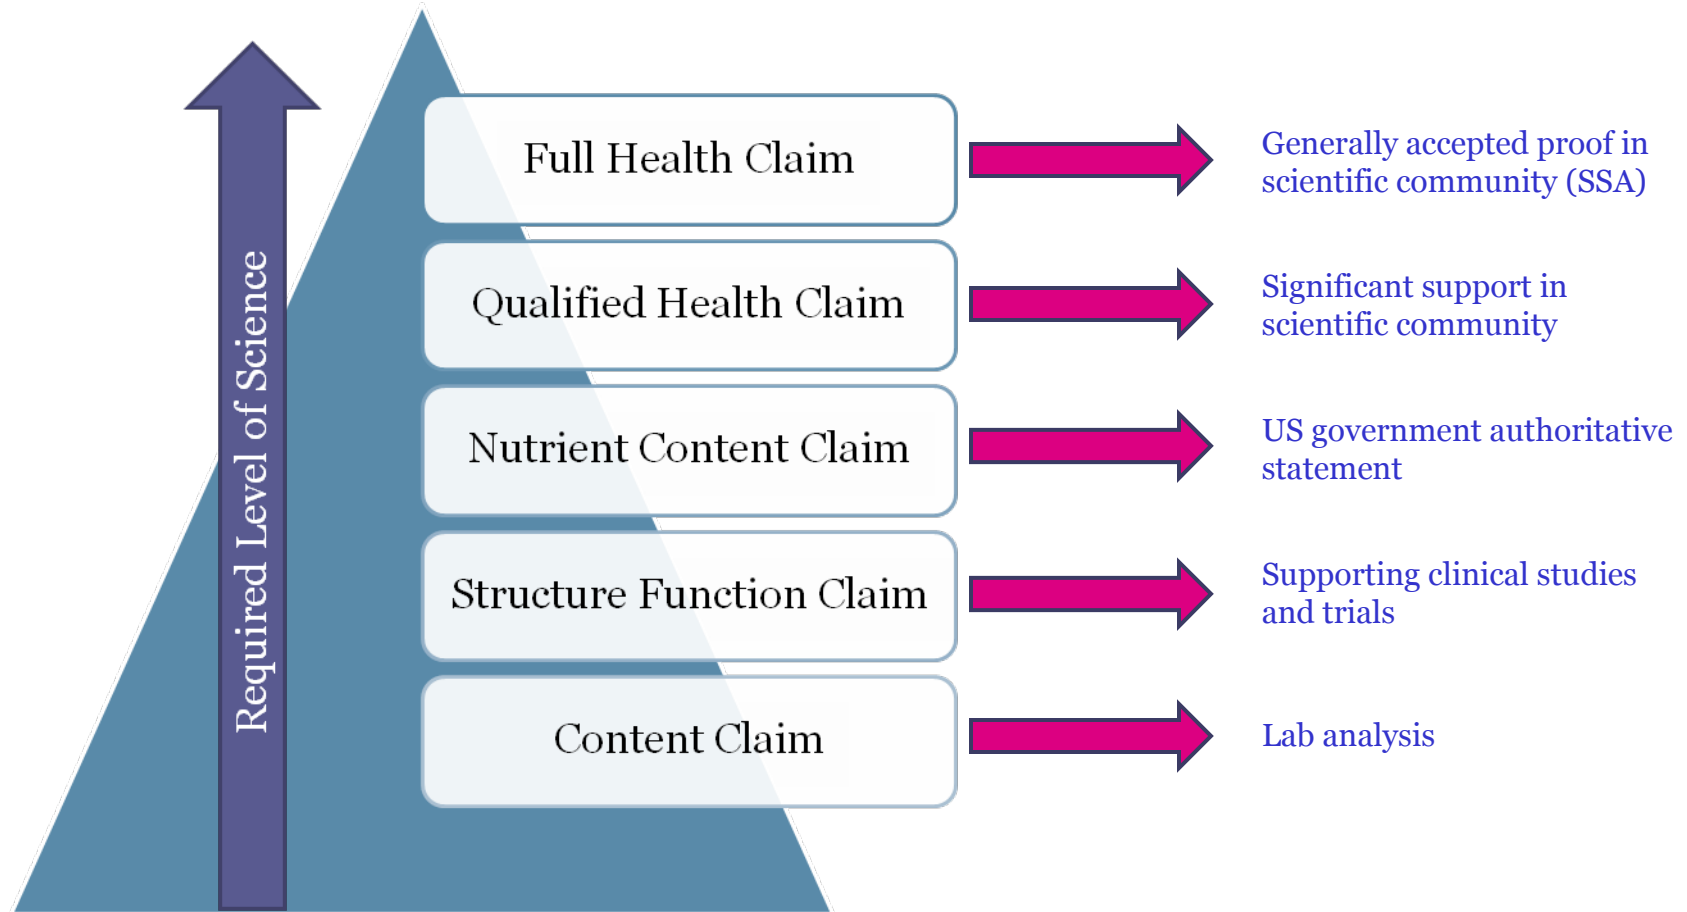 Required Level of Science
Full Health Claim
Generally accepted proof in
scientific community (SSA)
Qualified Health Claim
Significant support in
scientific community
Nutrient Content Claim
US government authoritative
statement
Structure Function Claim
Supporting clinical studies
and trials
Content Claim
Lab analysis